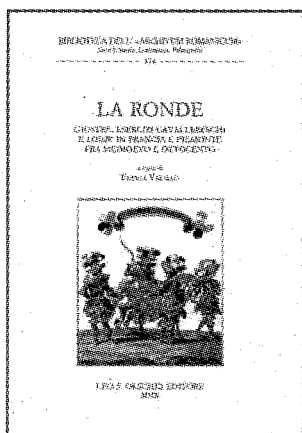 BIBLIOTECA DELL' «ARCHIVUM ROMANICUM»
374
LA RONDE
GIOSTRE, ESERCIZI CAVALLERESCHI
E LOISIR IN FRANCIA E PIEMONTE
FRA MEDIOEVO E OTTOCENTO
a cura di
LEO S. OLSCHKI EDITORE